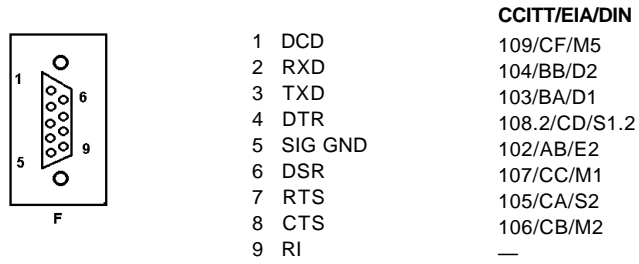 CCITT/EIA/DIN
1 DCD 109/CF/M5
2 RXD 104/BB/D2
3 TXD 103/BA/D1
4 DTR 108.2/CD/S1.2
5 SIG GND 102/AB/E2
6 DSR 107/CC/M1
7 RTS 105/CA/S2
8 CTS 106/CB/M2
9 RI —
1
6
5
9
F